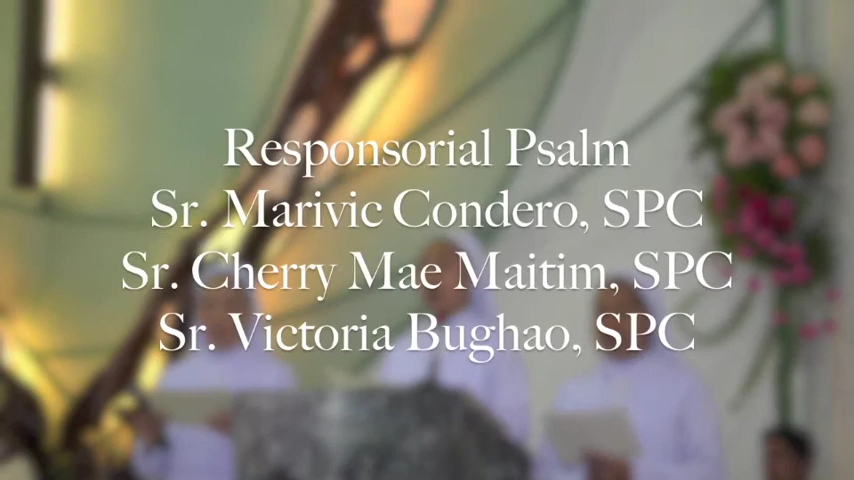 Responsorial Psalm
Sr. Marivic Condero, SPC
Sr. Cherry Mae Maitim, SPC
Sr. Victoria Bughao, SPC